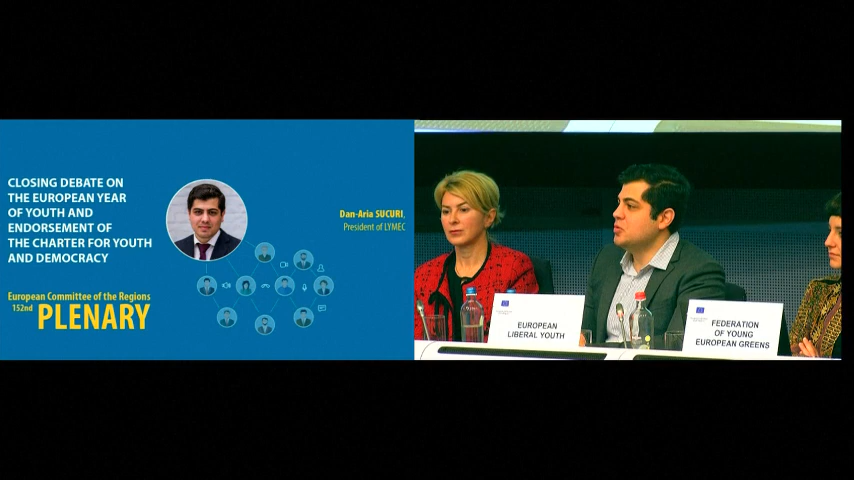 CLOSING DEBATE ON
THE EUROPEAN YEAR
OF YOUTH AND
ENDORSEMENT OF
THE CHARTER FOR YOUTH
AND DEMOCRACY
European Committee of the Regions
152nd PLENARY
Dan-Aria SUCURI,
President of LYMEC
EUROPEAN
LIBERAL YOUTH
FEDERATION
OF YOUNG
EUROPEAN GREENS